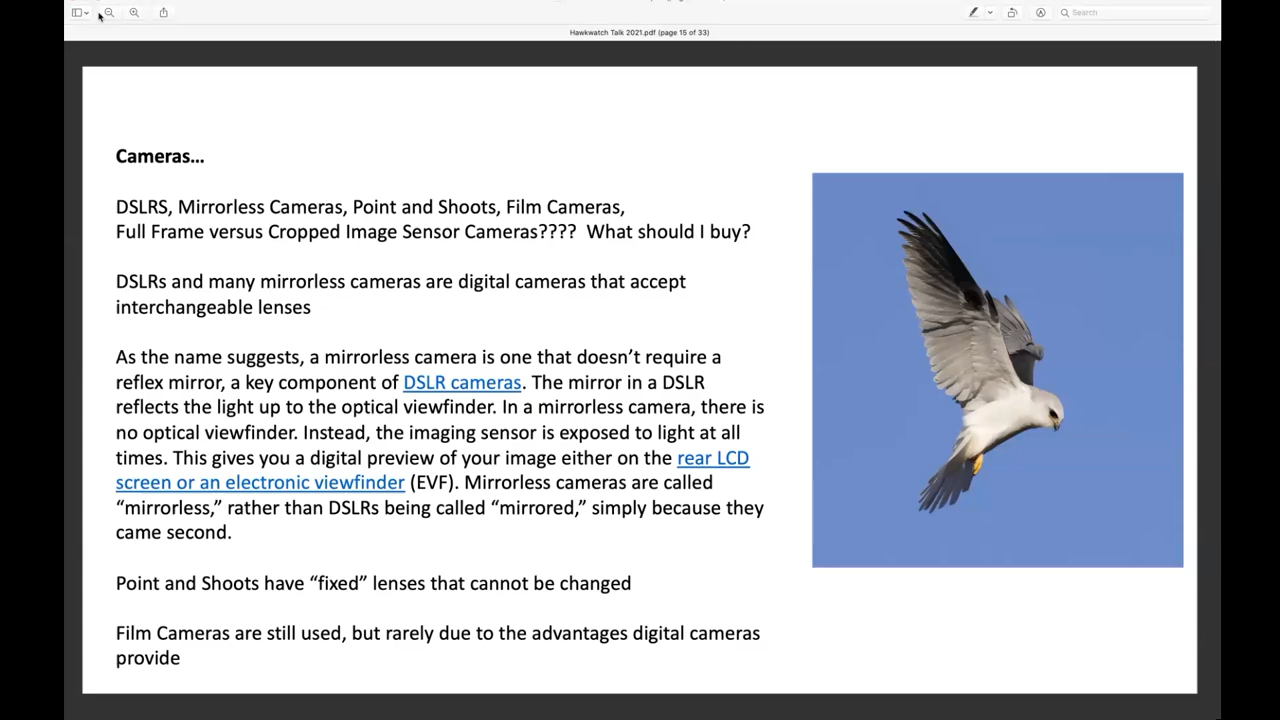 Search
Hawkwatch Talk 2021.pdf (page 15 of 33)
Cameras...
DSLRS, Mirrorless Cameras, Point and Shoots, Film Cameras,
Full Frame versus Cropped Image Sensor Cameras???? What should I buy?
DSLRs and many mirrorless cameras are digital cameras that accept
interchangeable lenses
As the name suggests, a mirrorless camera is one that doesn’t require a
reflex mirror, a key component of DSLR cameras. The mirror in a DSLR
reflects the light up to the optical viewfinder. In a mirrorless camera, there is
no optical viewfinder. Instead, the imaging sensor is exposed to light at all
times. This gives you a digital preview of your image either on the rear LCD
screen or an electronic viewfinder (EVF). Mirrorless cameras are called
“mirrorless,” rather than DSLRs being called “mirrored,” simply because they
came second.
Point and Shoots have “fixed” lenses that cannot be changed
Film Cameras are still used, but rarely due to the advantages digital cameras
provide